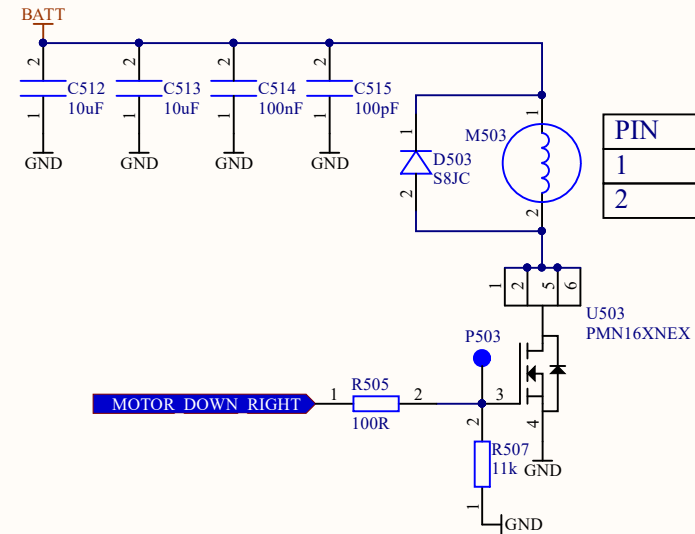 BATT
2
C512
10uF
1
GND
2
C513
10uF
1
GND
2
C514
100nF
1
GND
2
C515
100pF
1
GND
1
D503
S8JC
2
M503
1
2
PIN
1
2
1
2
5
6
U503
PMN16XNEX
P503
MOTOR_DOWN_RIGHT
1
R505
2
100R
3
4
GND
2
R507
11k
1
GND